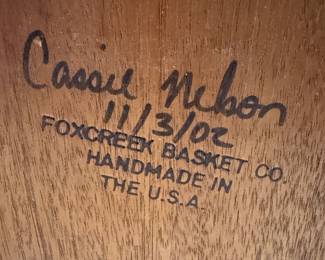 Cassie Nelson
11/3/02
FOXCREEK BASKET CO.
HANDMADE IN
THE U.S.A.